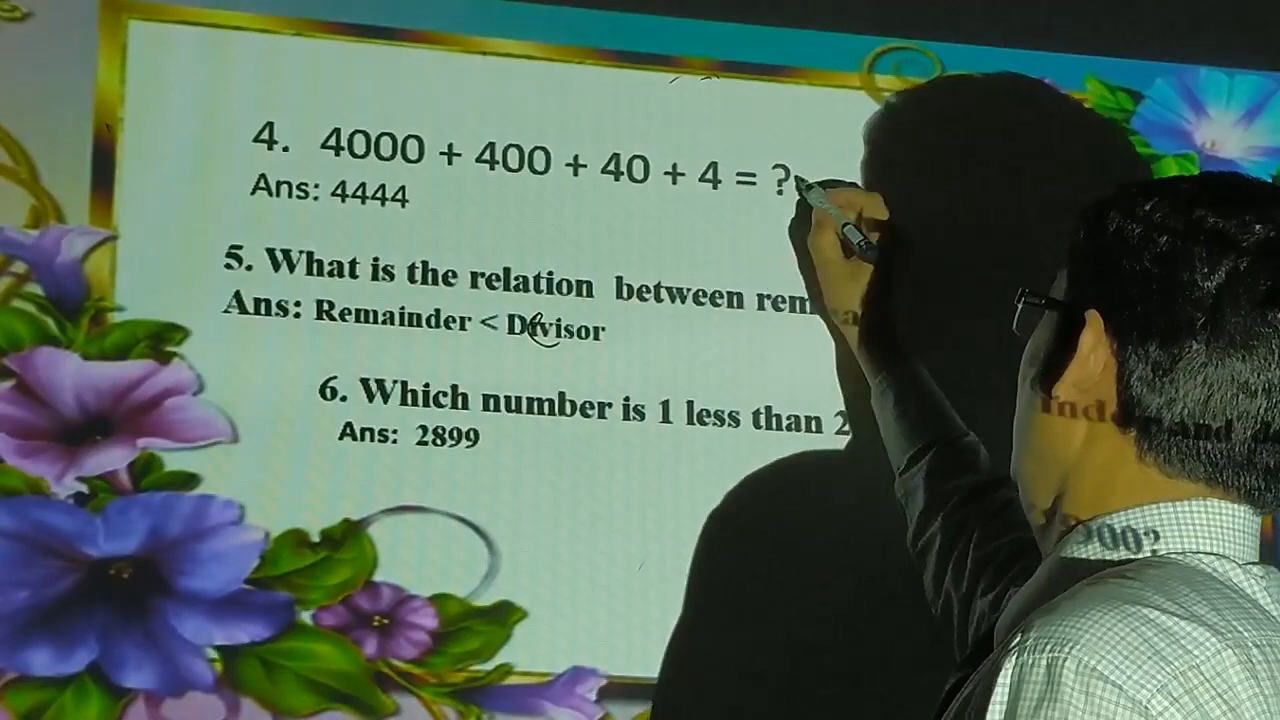 4. 4000 + 400 + 40 + 4 = ?
Ans: 4444
5. What is the relation between rem
Ans: Remainder < Divisor
6. Which number is 1 less than 2900?
Ans: 2899